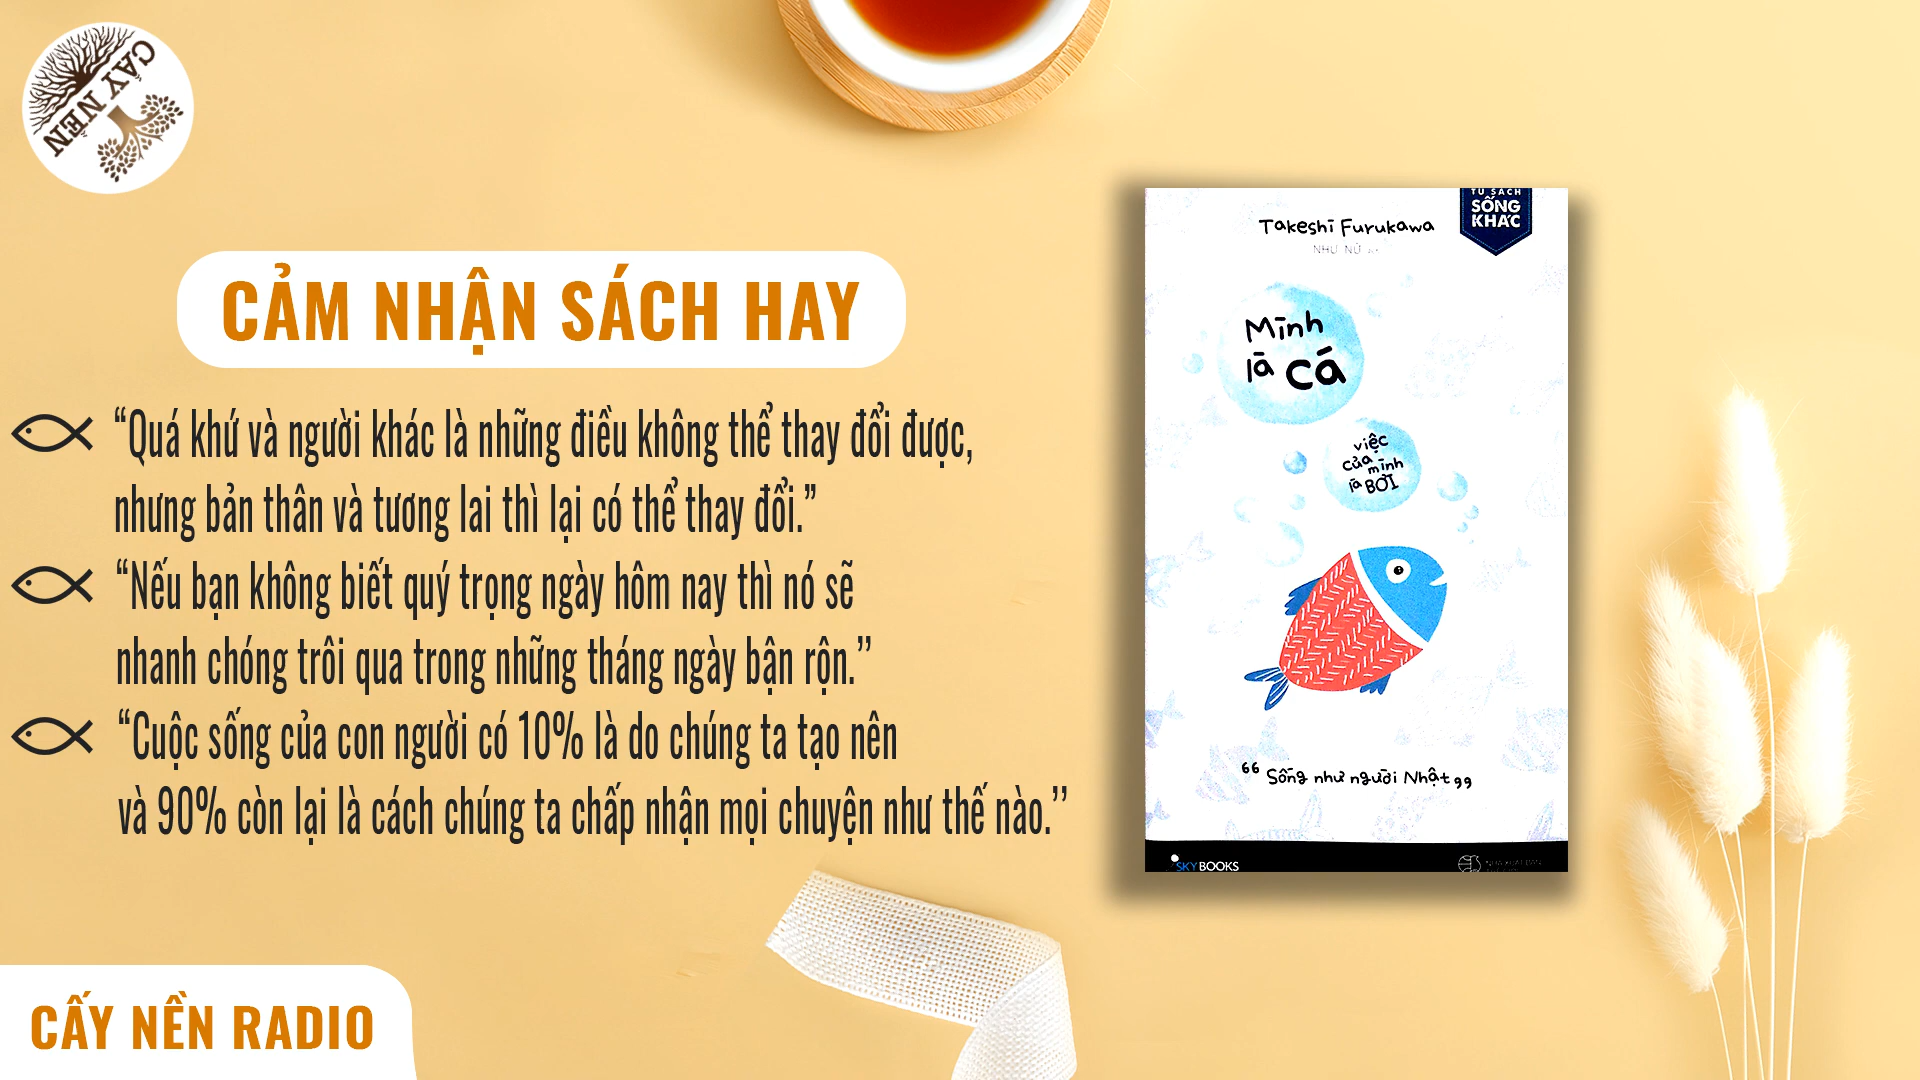 CẤY NỀN
CẢM NHẬN SÁCH HAY
“Quá khứ và người khác là những điều không thể thay đổi được,
nhưng bản thân và tương lai thì lại có thể thay đổi.”
“Nếu bạn không biết quý trọng ngày hôm nay thì nó sẽ
nhanh chóng trôi qua trong những tháng ngày bận rộn.”
“Cuộc sống của con người có 10% là do chúng ta tạo nên
và 90% còn lại là cách chúng ta chấp nhận mọi chuyện như thế nào.”
CẤY NỀN RADIO
TỦ SÁCH
SỐNG
KHÁC
Takeshi Furukawa
NHƯ NỮ
Mình
là cá
việc
của mình
là BƠI
“ Sống như người Nhật ”
SKYBOOKS